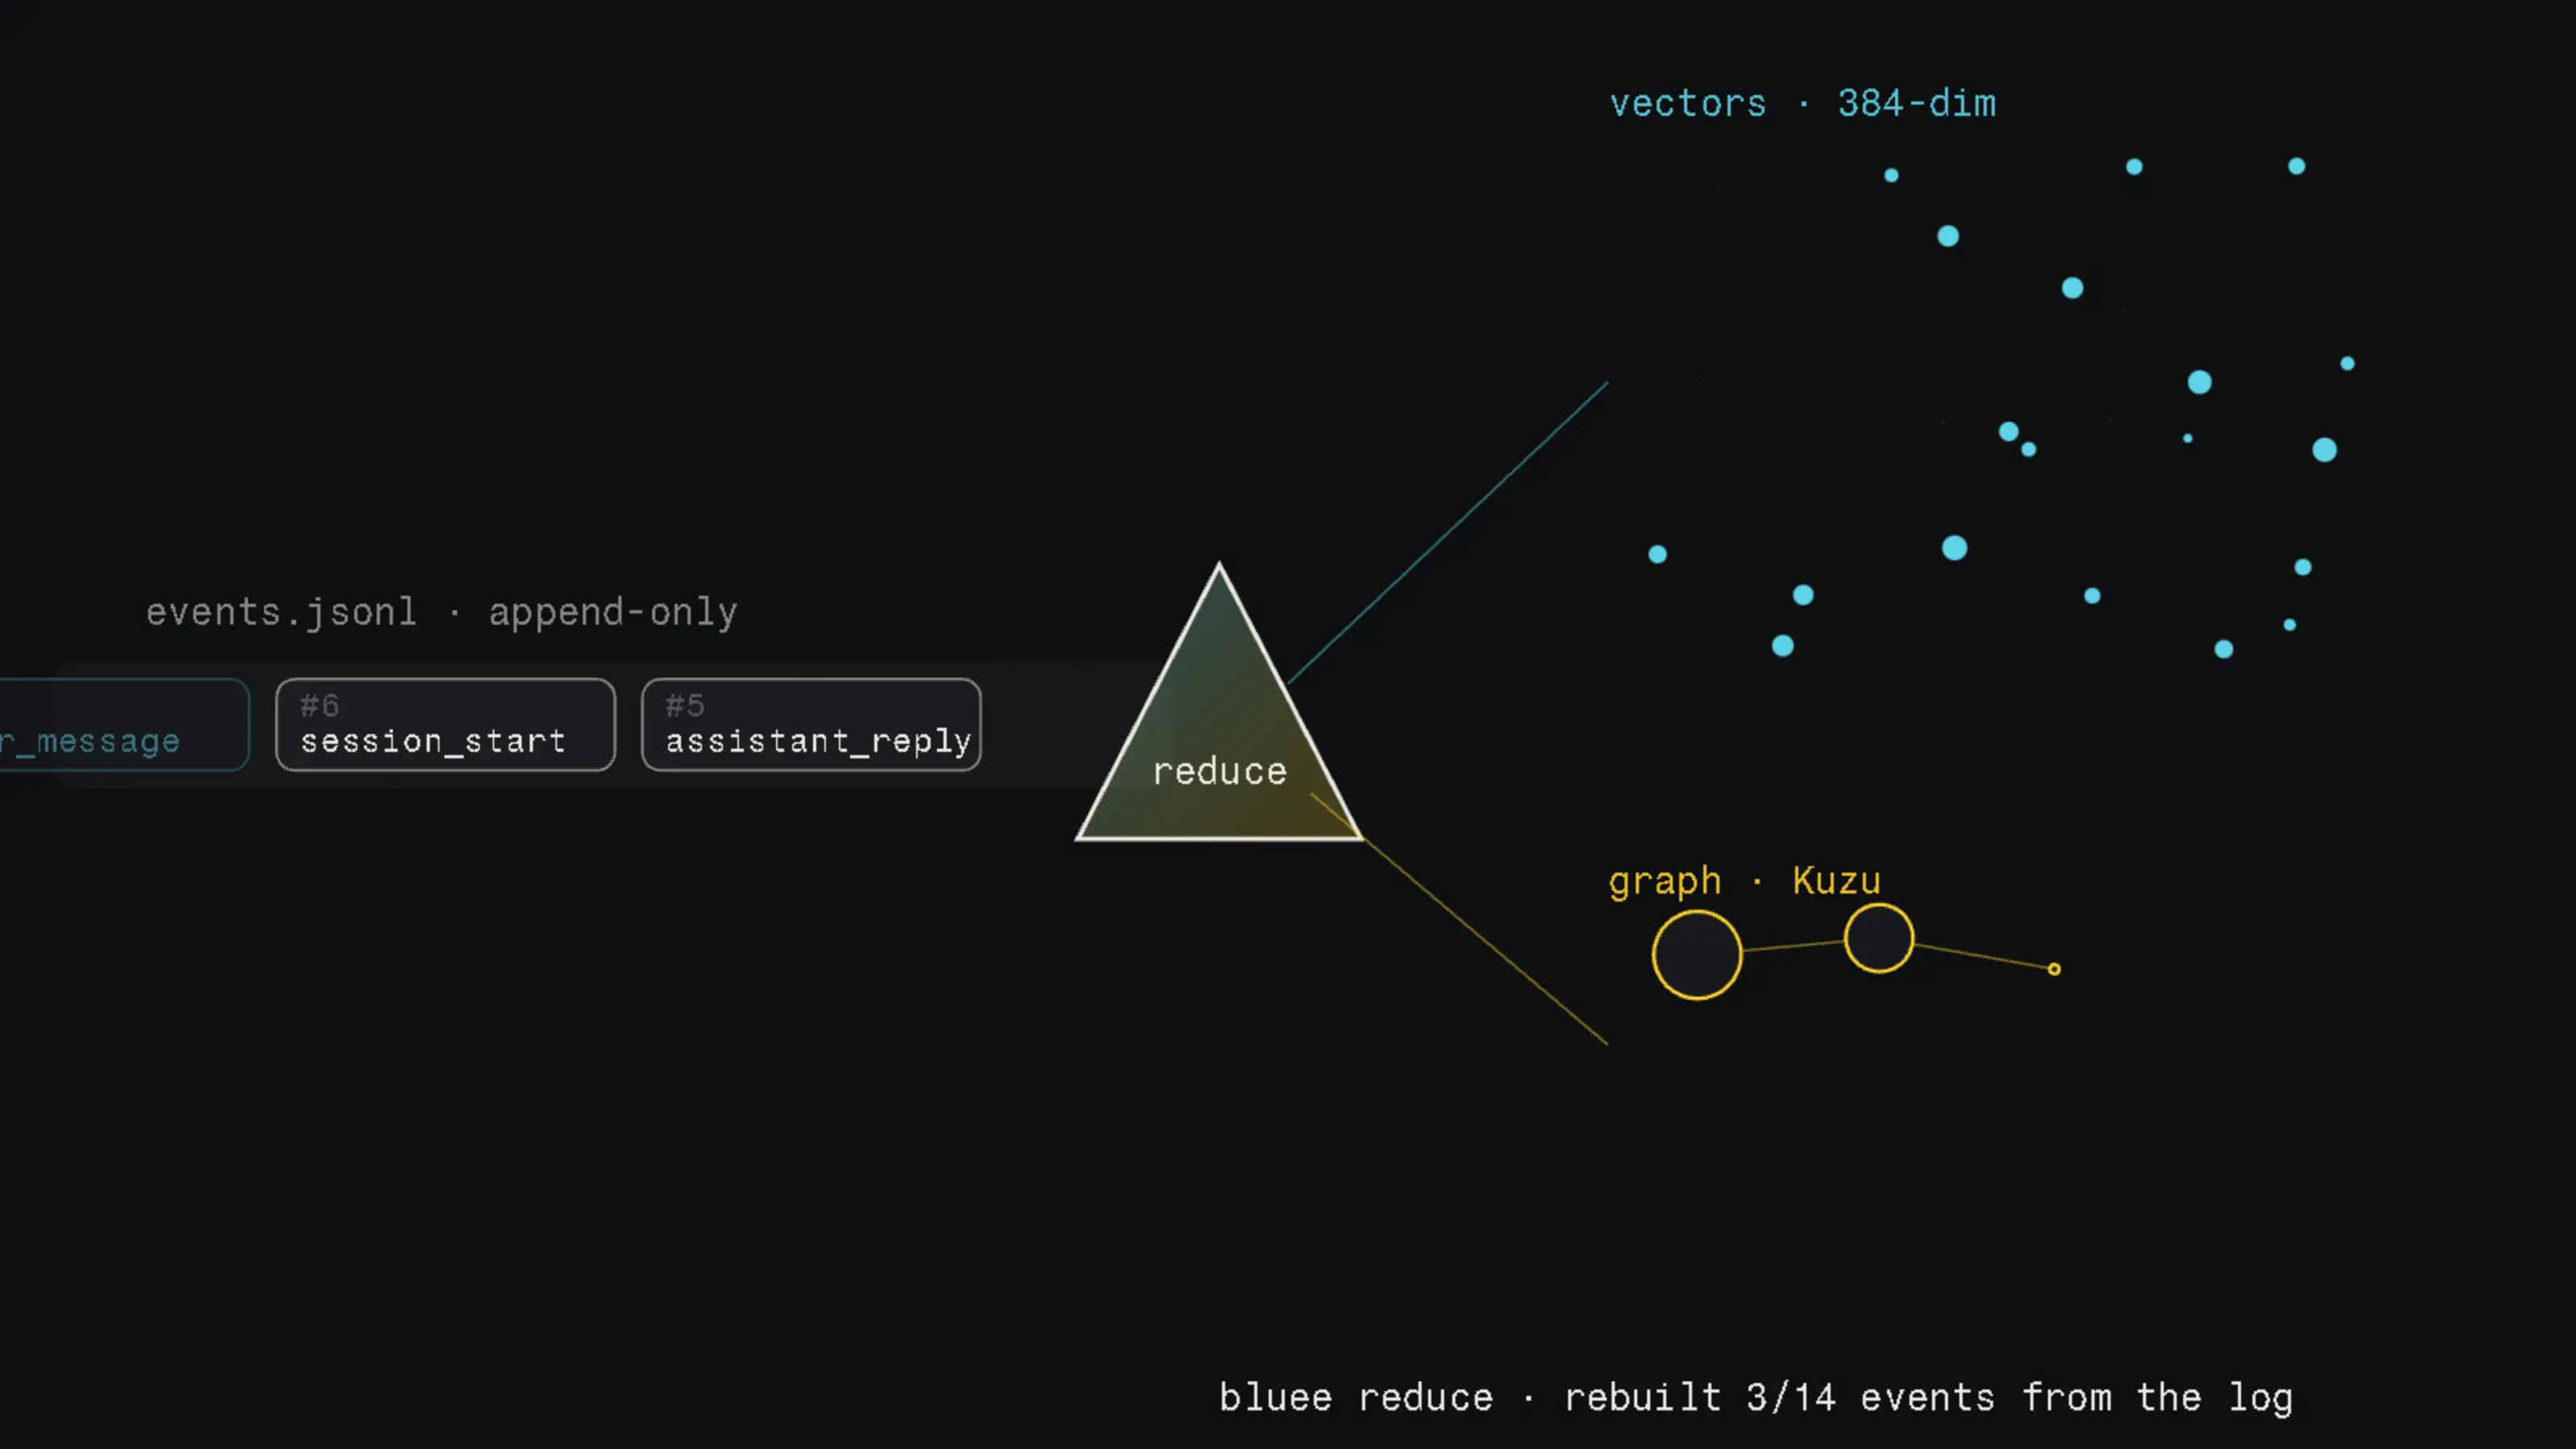 vectors · 384-dim
events.jsonl · append-only
r_message
#6
session_start
#5
assistant_reply
reduce
graph · Kuzu
bluee reduce · rebuilt 3/14 events from the log